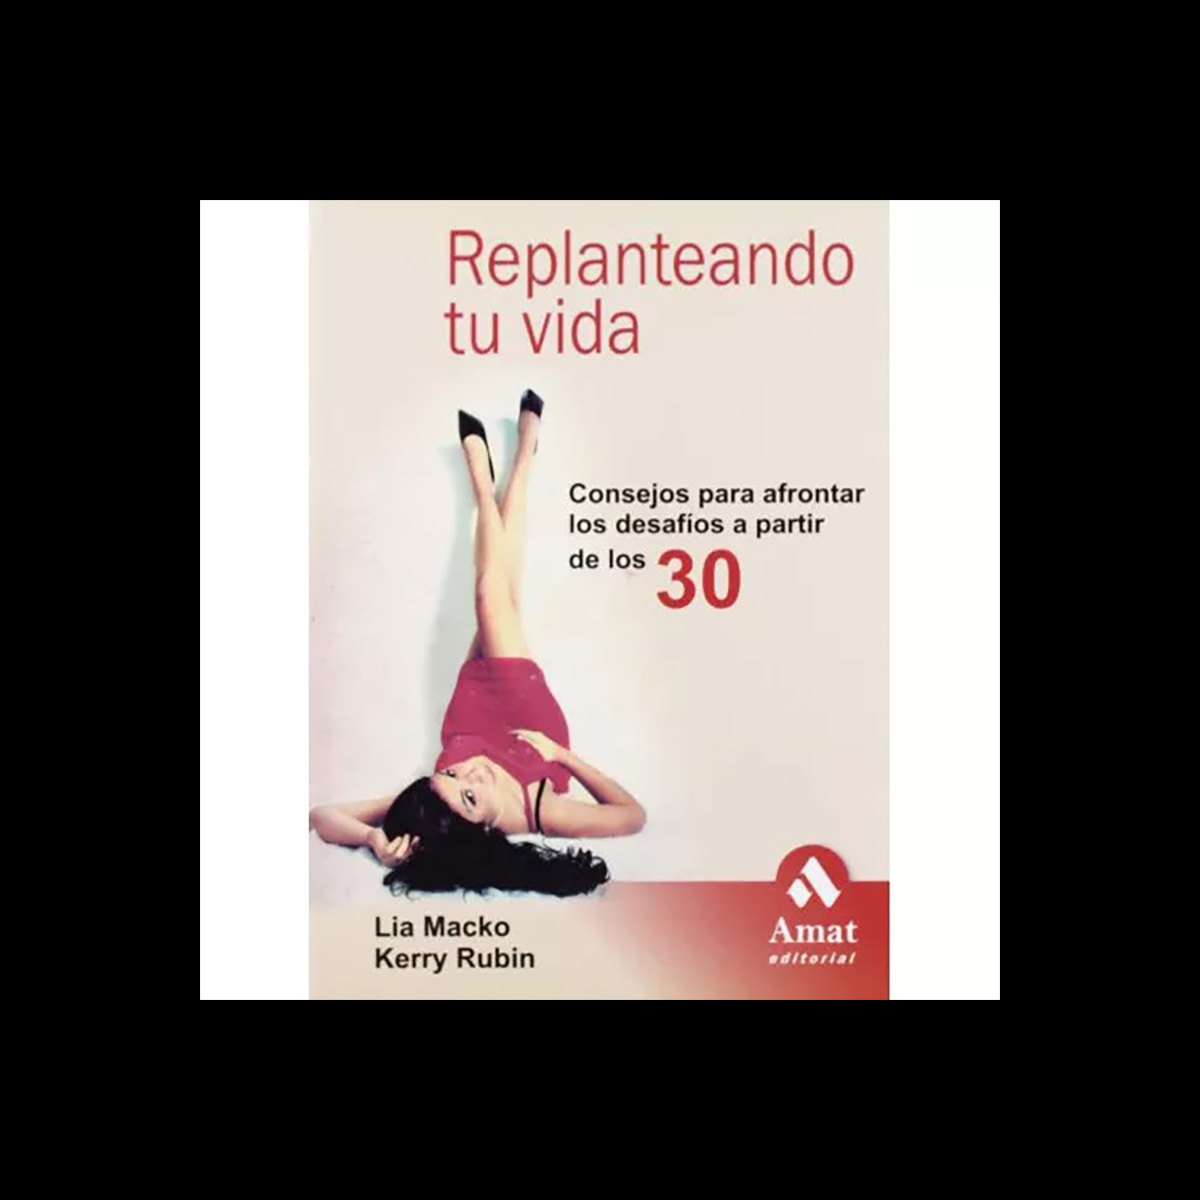 Replanteando
tu vida
Consejos para afrontar
los desafíos a partir
de los 30
Lia Macko
Kerry Rubin
Amat
editorial